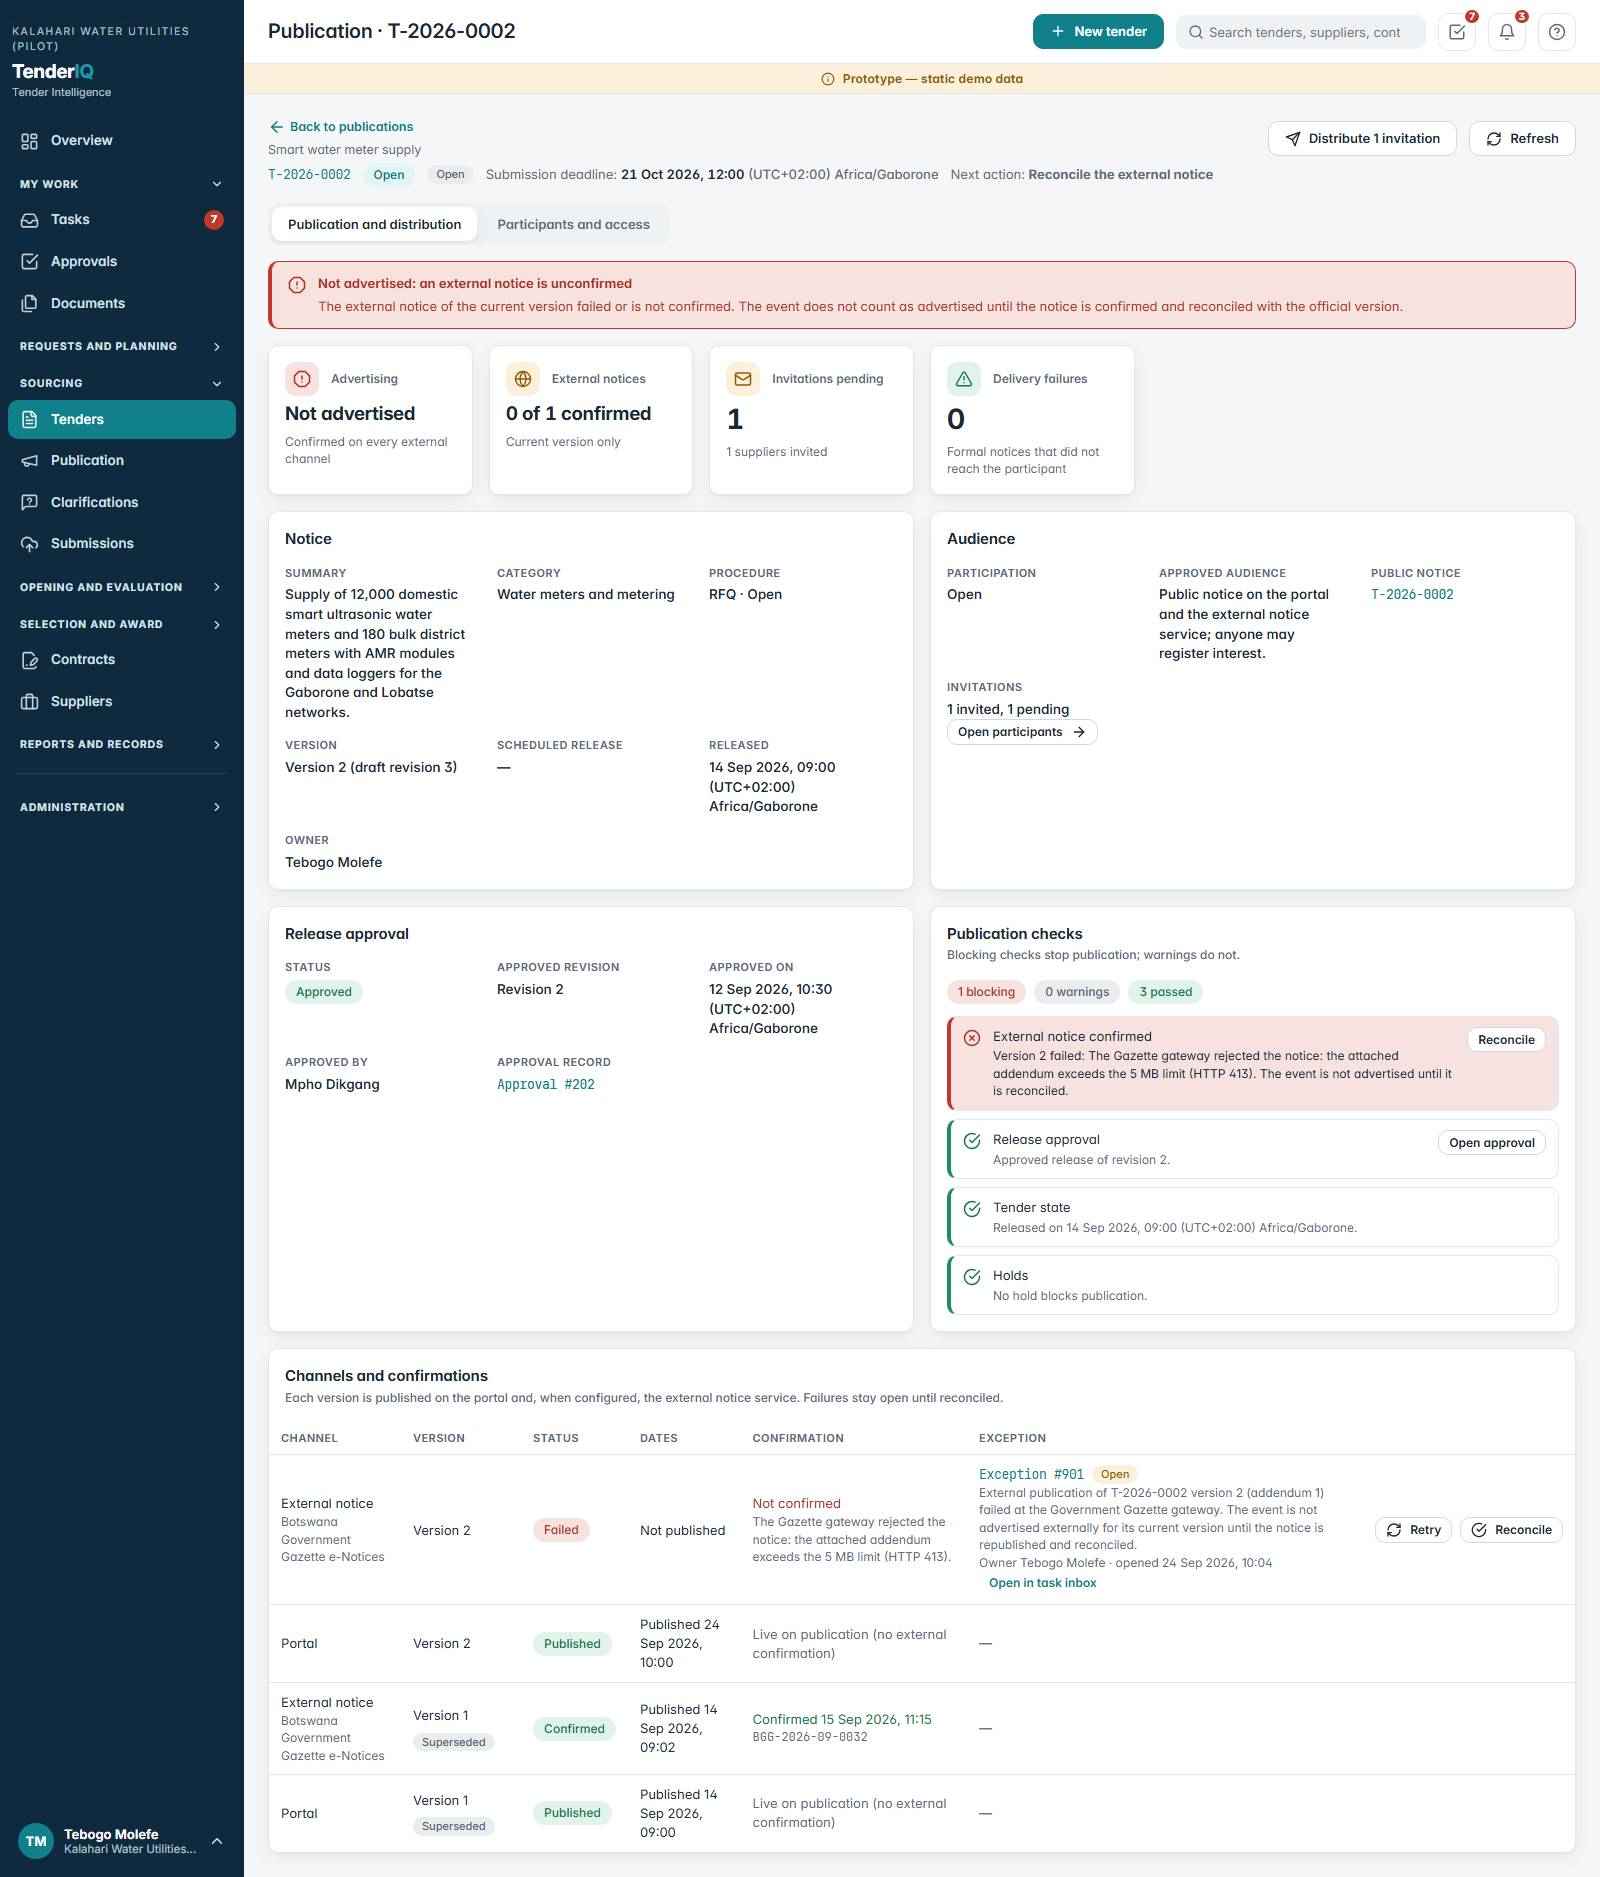 KALAHARI WATER UTILITIES
(PILOT)
TenderIQ
Tender Intelligence
Overview
MY WORK
Tasks
7
Approvals
Documents
REQUESTS AND PLANNING
SOURCING
Tenders
Publication
Clarifications
Submissions
OPENING AND EVALUATION
SELECTION AND AWARD
Contracts
Suppliers
REPORTS AND RECORDS
ADMINISTRATION
TM
Tebogo Molefe
Kalahari Water Utilities...
Publication · T-2026-0002
New tender
Search tenders, suppliers, cont
7
3
Prototype — static demo data
Back to publications
Smart water meter supply
T-2026-0002 Open Open Submission deadline: 21 Oct 2026, 12:00 (UTC+02:00) Africa/Gaborone Next action: Reconcile the external notice
Distribute 1 invitation
Refresh
Publication and distribution
Participants and access
Not advertised: an external notice is unconfirmed
The external notice of the current version failed or is not confirmed. The event does not count as advertised until the notice is confirmed and reconciled with the official version.
Advertising
Not advertised
Confirmed on every external
channel
External notices
0 of 1 confirmed
Current version only
Invitations pending
1
1 suppliers invited
Delivery failures
0
Formal notices that did not
reach the participant
Notice
SUMMARY
Supply of 12,000 domestic
smart ultrasonic water
meters and 180 bulk district
meters with AMR modules
and data loggers for the
Gaborone and Lobatse
networks.
CATEGORY
Water meters and metering
PROCEDURE
RFQ · Open
VERSION
Version 2 (draft revision 3)
SCHEDULED RELEASE
—
RELEASED
14 Sep 2026, 09:00
(UTC+02:00)
Africa/Gaborone
OWNER
Tebogo Molefe
Audience
PARTICIPATION
Open
APPROVED AUDIENCE
Public notice on the portal
and the external notice
service; anyone may
register interest.
PUBLIC NOTICE
T-2026-0002
INVITATIONS
1 invited, 1 pending
Open participants
Release approval
STATUS
Approved
APPROVED REVISION
Revision 2
APPROVED ON
12 Sep 2026, 10:30
(UTC+02:00)
Africa/Gaborone
APPROVED BY
Mpho Dikgang
APPROVAL RECORD
Approval #202
Publication checks
Blocking checks stop publication; warnings do not.
1 blocking
0 warnings
3 passed
External notice confirmed
Version 2 failed: The Gazette gateway rejected the notice: the attached
addendum exceeds the 5 MB limit (HTTP 413). The event is not advertised until it
is reconciled.
Reconcile
Release approval
Approved release of revision 2.
Open approval
Tender state
Released on 14 Sep 2026, 09:00 (UTC+02:00) Africa/Gaborone.
Holds
No hold blocks publication.
Channels and confirmations
Each version is published on the portal and, when configured, the external notice service. Failures stay open until reconciled.
CHANNEL VERSION STATUS DATES CONFIRMATION EXCEPTION
External notice
Botswana
Government
Gazette e-Notices
Version 2
Failed
Not published
Not confirmed
The Gazette gateway rejected the
notice: the attached addendum
exceeds the 5 MB limit (HTTP 413).
Exception #901 Open
External publication of T-2026-0002 version 2 (addendum 1)
failed at the Government Gazette gateway. The event is not
advertised externally for its current version until the notice is
republished and reconciled.
Owner Tebogo Molefe · opened 24 Sep 2026, 10:04
Open in task inbox
Retry
Reconcile
Portal
Version 2
Published
Published 24
Sep 2026,
10:00
Live on publication (no external
confirmation)
—
External notice
Botswana
Government
Gazette e-Notices
Version 1
Superseded
Confirmed
Published 14
Sep 2026,
09:02
Confirmed 15 Sep 2026, 11:15
BGG-2026-09-0032
—
Portal
Version 1
Superseded
Published
Published 14
Sep 2026,
09:00
Live on publication (no external
confirmation)
—